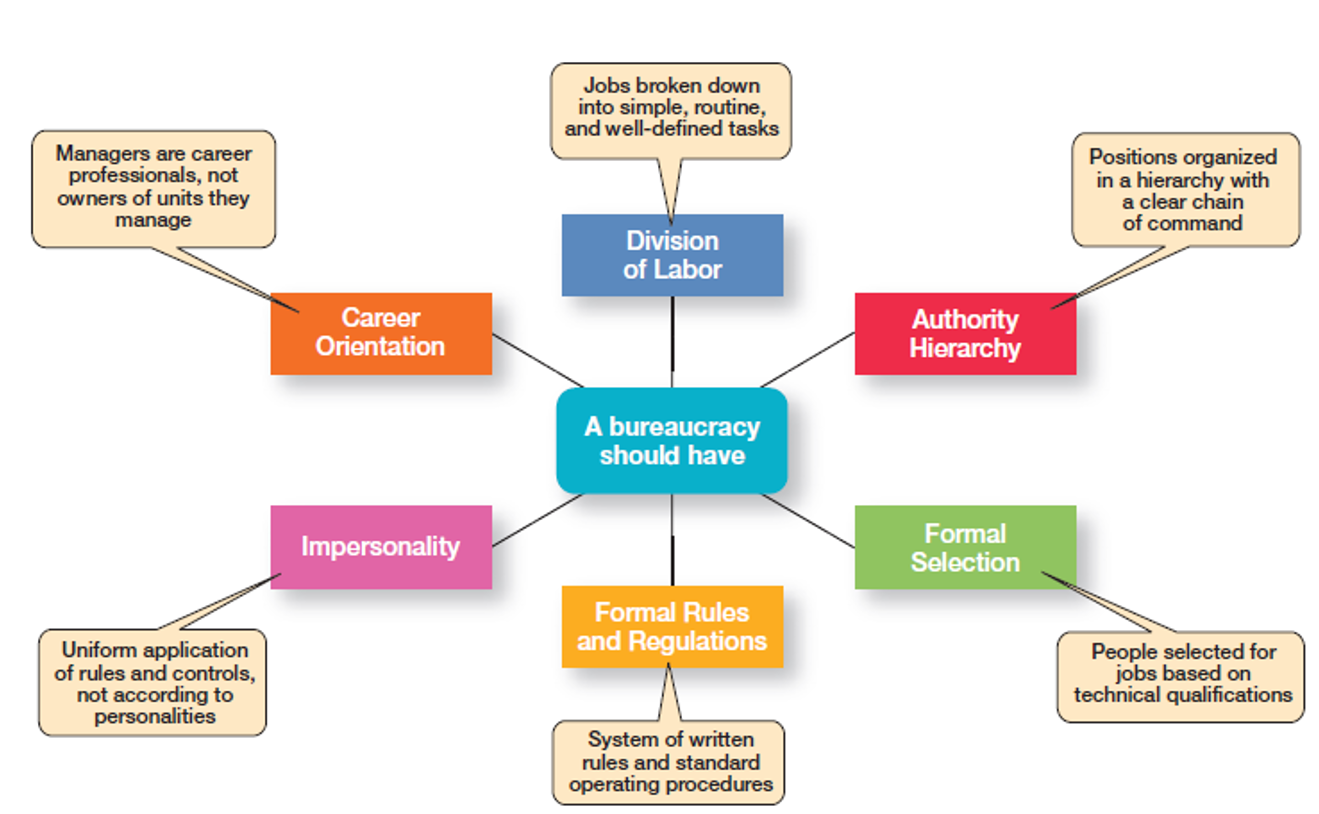 Jobs broken down
into simple, routine,
and well-defined tasks
Managers are career
professionals, not
owners of units they
manage
Positions organized
in a hierarchy with
a clear chain
of command
Division
of Labor
Career
Orientation
Authority
Hierarchy
A bureaucracy
should have
Impersonality
Formal
Selection
Formal Rules
and Regulations
Uniform application
of rules and controls,
not according to
personalities
People selected for
jobs based on
technical qualifications
System of written
rules and standard
operating procedures